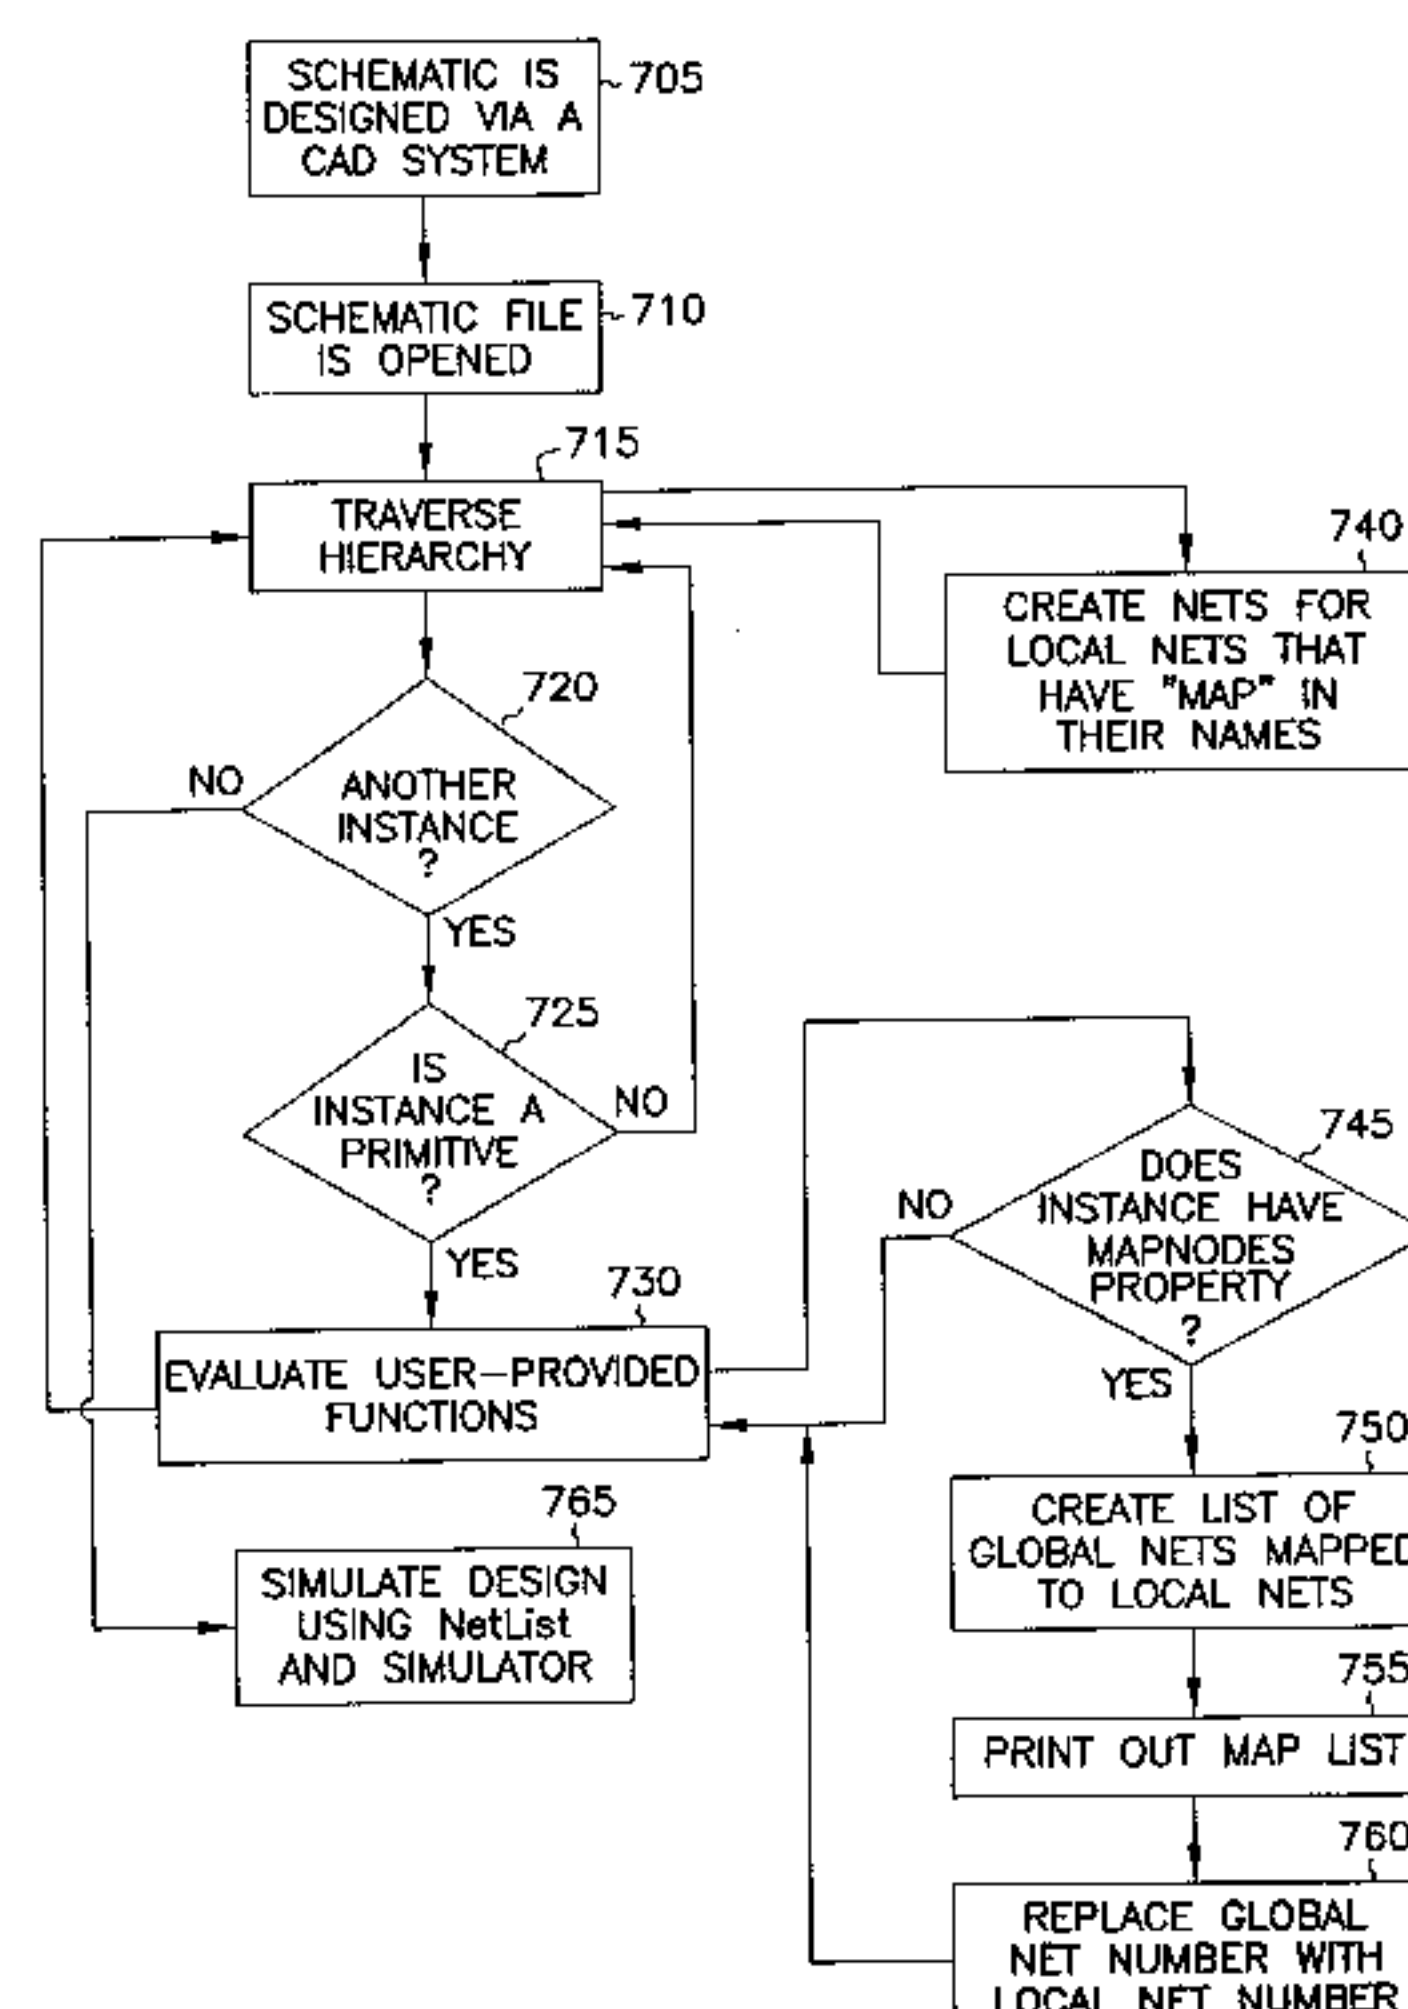 SCHEMATIC IS
DESIGNED VIA A
CAD SYSTEM
705
SCHEMATIC FILE
IS OPENED
710
715
TRAVERSE
HIERARCHY
740
CREATE NETS FOR
LOCAL NETS THAT
HAVE "MAP" IN
THEIR NAMES
720
NO
ANOTHER
INSTANCE
?
YES
725
IS
INSTANCE A
PRIMITIVE
?
NO
YES
745
DOES
INSTANCE HAVE
MAPNODES
PROPERTY
?
NO
YES
730
EVALUATE USER-PROVIDED
FUNCTIONS
750
CREATE LIST OF
GLOBAL NETS MAPPED
TO LOCAL NETS
765
SIMULATE DESIGN
USING NetList
AND SIMULATOR
755
PRINT OUT MAP LIST
760
REPLACE GLOBAL
NET NUMBER WITH
LOCAL NET NUMBER